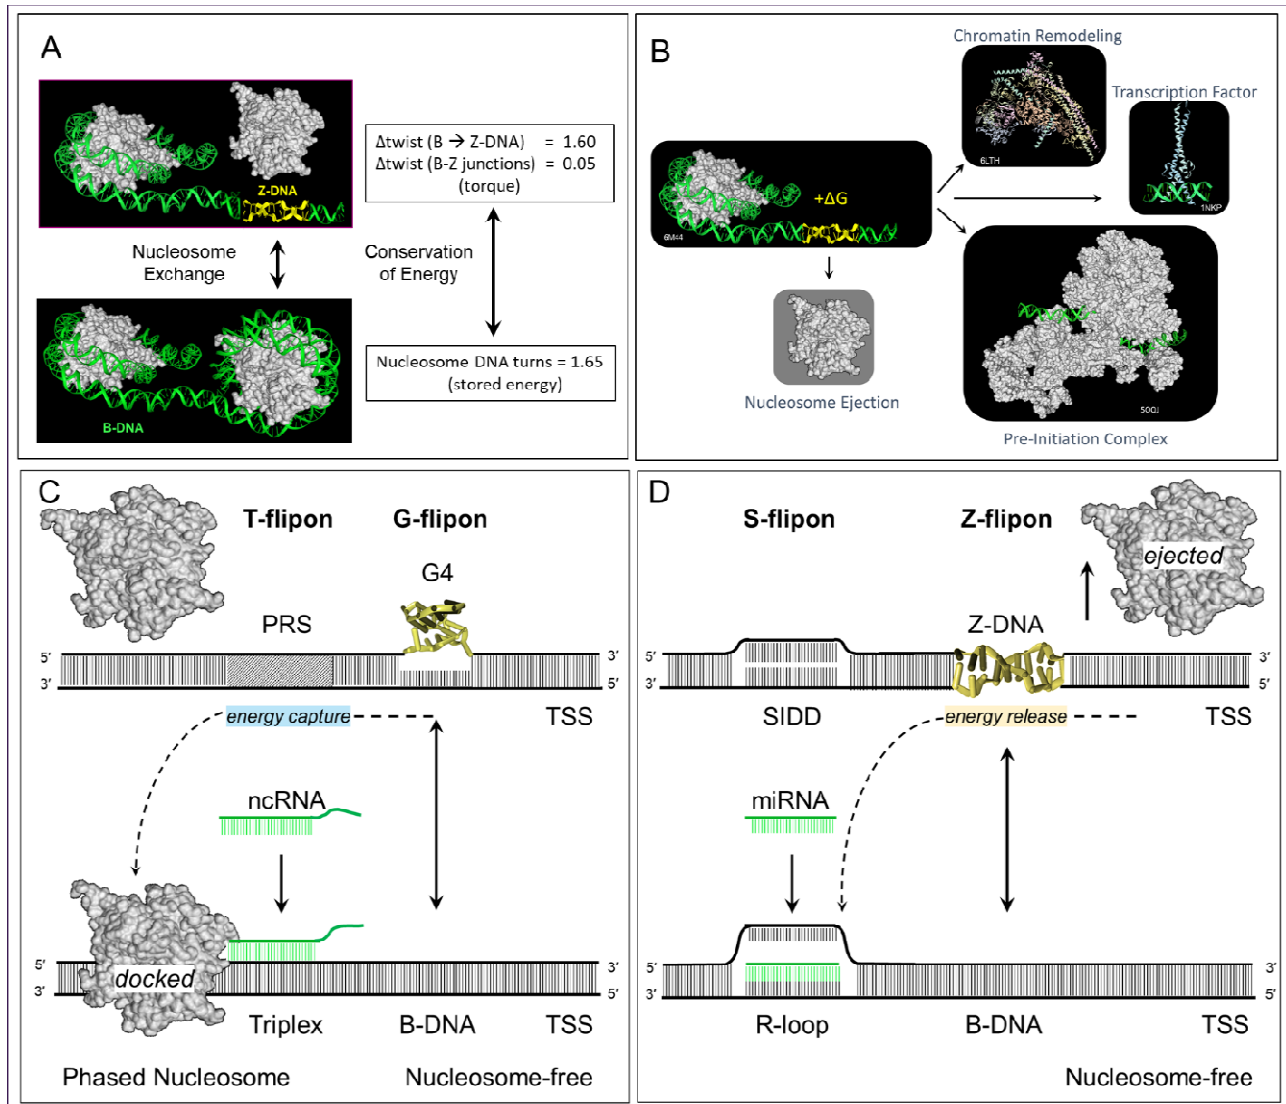 A
Z-DNA
Nucleosome
Exchange
B-DNA
Δtwist (B → Z-DNA) = 1.60
Δtwist (B-Z junctions) = 0.05
(torque)
Conservation
of Energy
Nucleosome DNA turns = 1.65
(stored energy)
B
Chromatin Remodeling
6LTH
Transcription Factor
1NKP
+ΔG
6M44
Nucleosome Ejection
Pre-Initiation Complex
C
T-flipon
G-flipon
G4
PRS
5′
3′
3′
5′
energy capture
TSS
ncRNA
docked
5′
3′
3′
5′
Triplex
B-DNA
TSS
Phased Nucleosome
Nucleosome-free
D
S-flipon
Z-flipon
ejected
Z-DNA
5′
3′
3′
5′
SIDD
energy release
TSS
miRNA
5′
3′
3′
5′
R-loop
B-DNA
TSS
Nucleosome-free